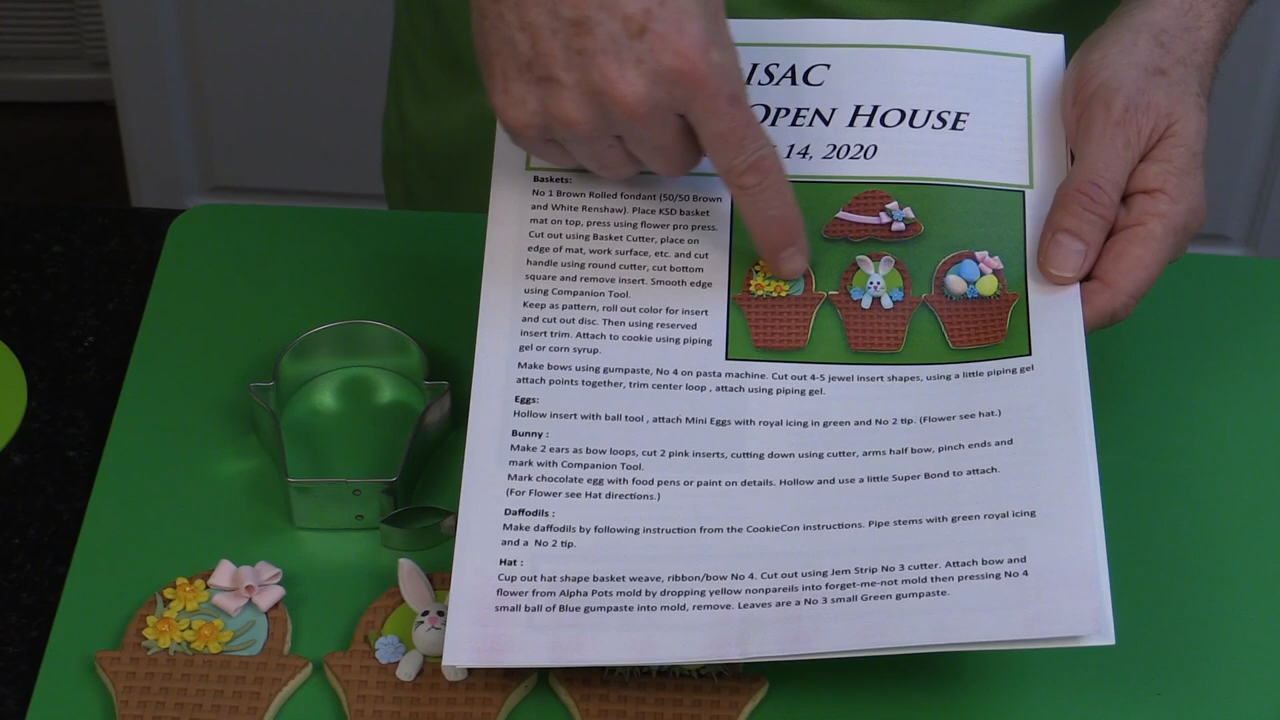 ISAC
OPEN HOUSE
14, 2020
Baskets:
No 1 Brown Rolled fondant (50/50 Brown
and White Renshaw). Place KSD basket
mat on top, press using flower pro press.
Cut out using Basket Cutter, place on
edge of mat, work surface, etc. and cut
handle using round cutter, cut bottom
square and remove insert. Smooth edge
using Companion Tool.
Keep as pattern, roll out color for insert
and cut out disc. Then using reserved
insert trim. Attach to cookie using piping
gel or corn syrup.
Make bows using gumpaste, No 4 on pasta machine. Cut out 4-5 jewel insert shapes, using a little piping gel
attach points together, trim center loop , attach using piping gel.
Eggs:
Hollow insert with ball tool , attach Mini Eggs with royal icing in green and No 2 tip. (Flower see hat.)
Bunny :
Make 2 ears as bow loops, cut 2 pink inserts, cutting down using cutter, arms half bow, pinch ends and
mark with Companion Tool.
Mark chocolate egg with food pens or paint on details. Hollow and use a little Super Bond to attach.
(For Flower see Hat directions.)
Daffodils :
Make daffodils by following instruction from the CookieCon instructions. Pipe stems with green royal icing
and a No 2 tip.
Hat :
Cup out hat shape basket weave, ribbon/bow No 4. Cut out using Jem Strip No 3 cutter. Attach bow and
flower from Alpha Pots mold by dropping yellow nonpareils into forget-me-not mold then pressing No 4
small ball of Blue gumpaste into mold, remove. Leaves are a No 3 small Green gumpaste.